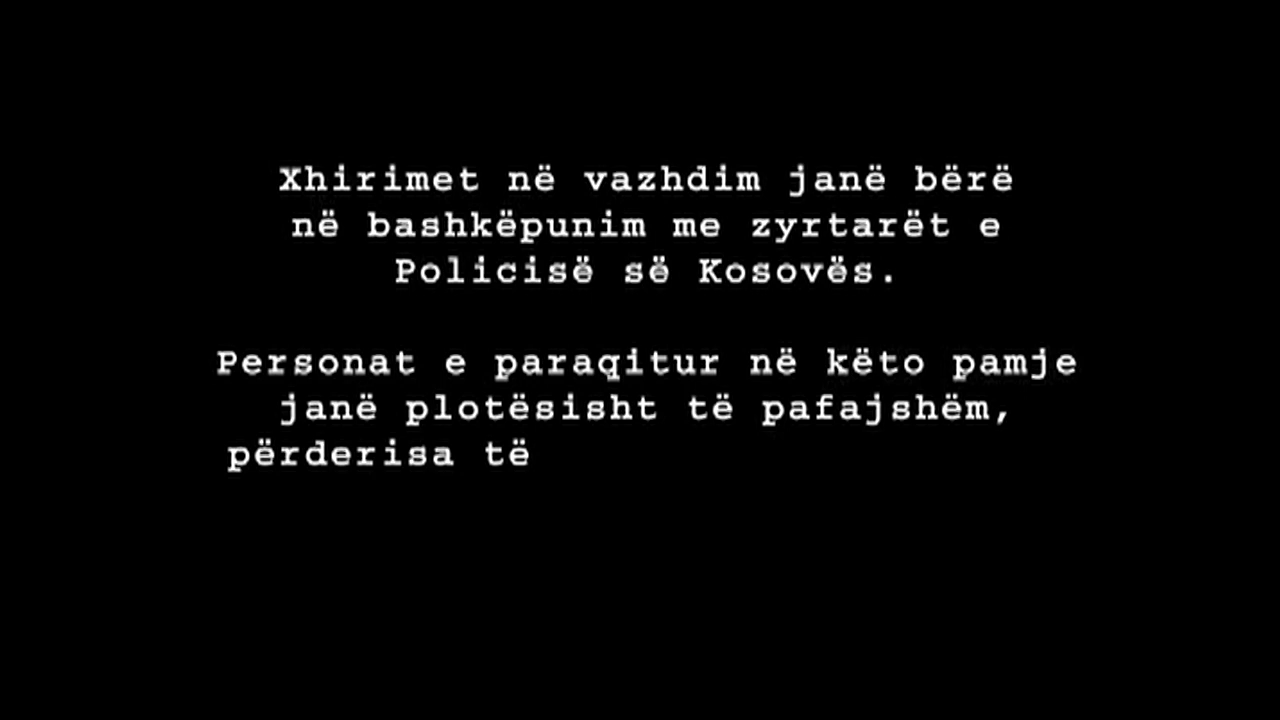 Xhirimet në vazhdim janë bërë
në bashkëpunim me zyrtarët e
Policisë së Kosovës.
Personat e paraqitur në këto pamje
janë plotësisht të pafajshëm,
përderisa të